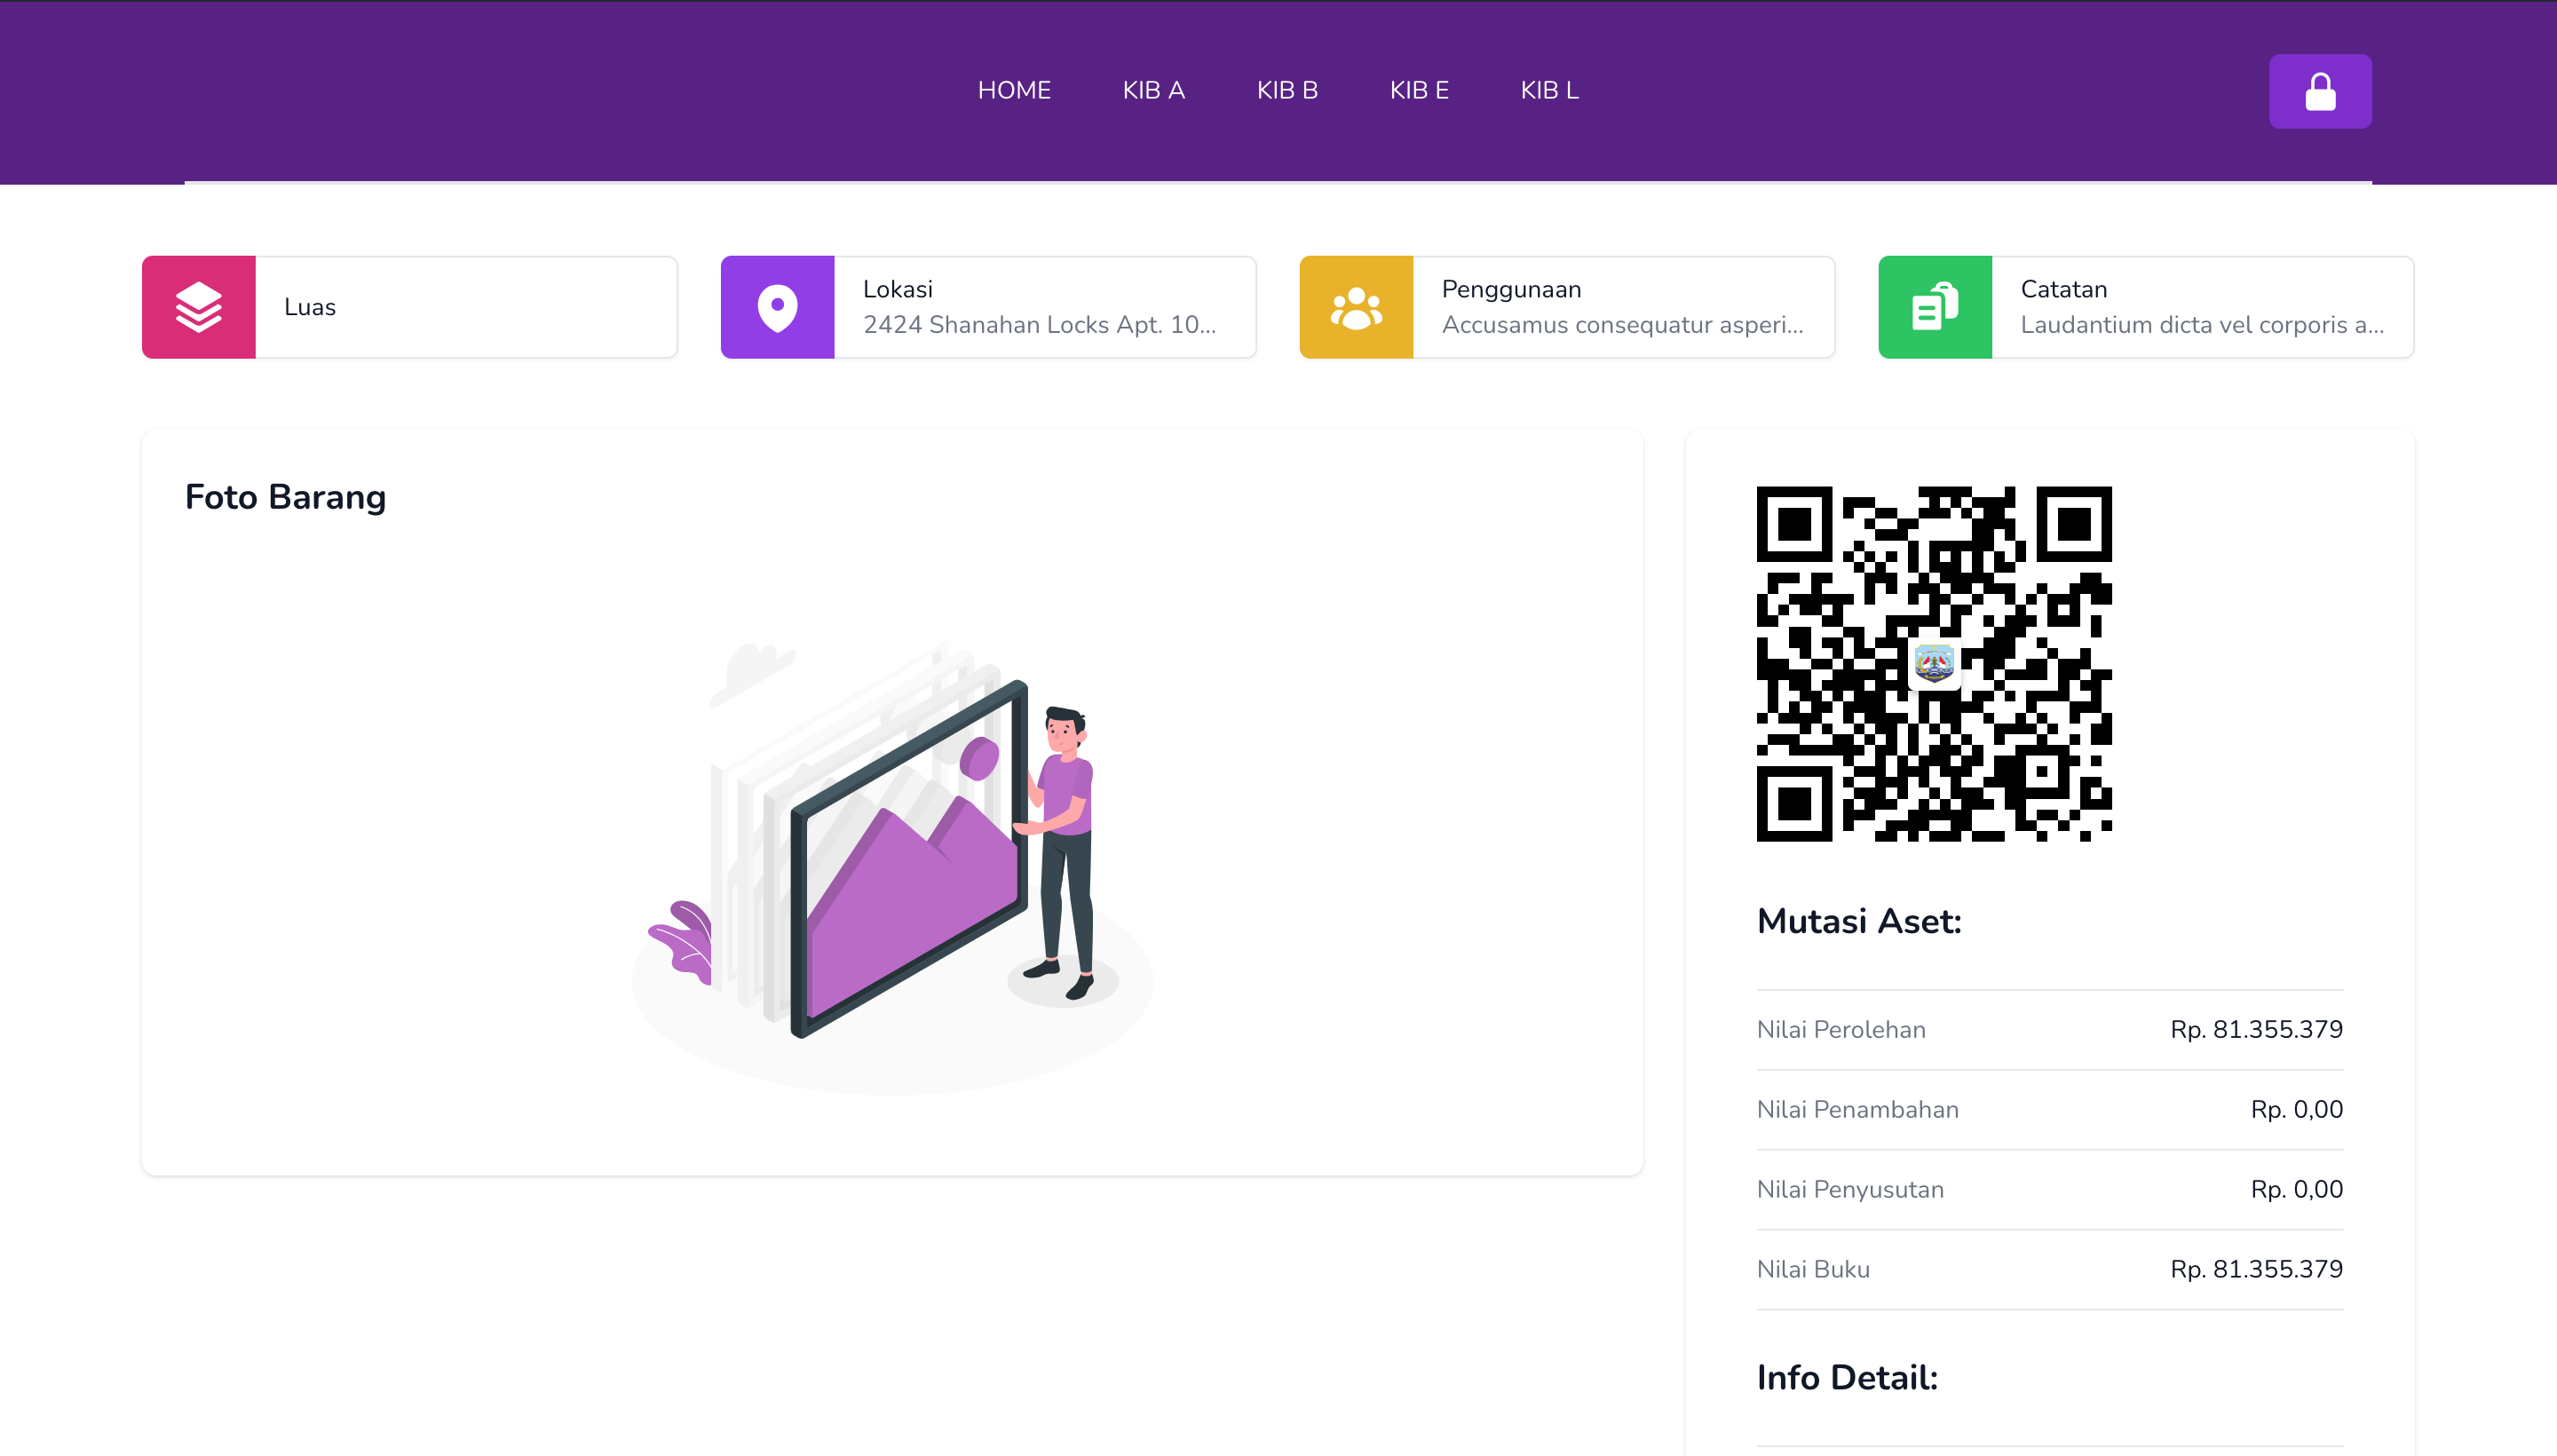 HOME KIB A KIB B KIB E KIB L
Luas
Lokasi
2424 Shanahan Locks Apt. 10...
Penggunaan
Accusamus consequatur asperi...
Catatan
Laudantium dicta vel corporis a...
Foto Barang
Mutasi Aset:
Nilai Perolehan Rp. 81.355.379
Nilai Penambahan Rp. 0,00
Nilai Penyusutan Rp. 0,00
Nilai Buku Rp. 81.355.379
Info Detail: